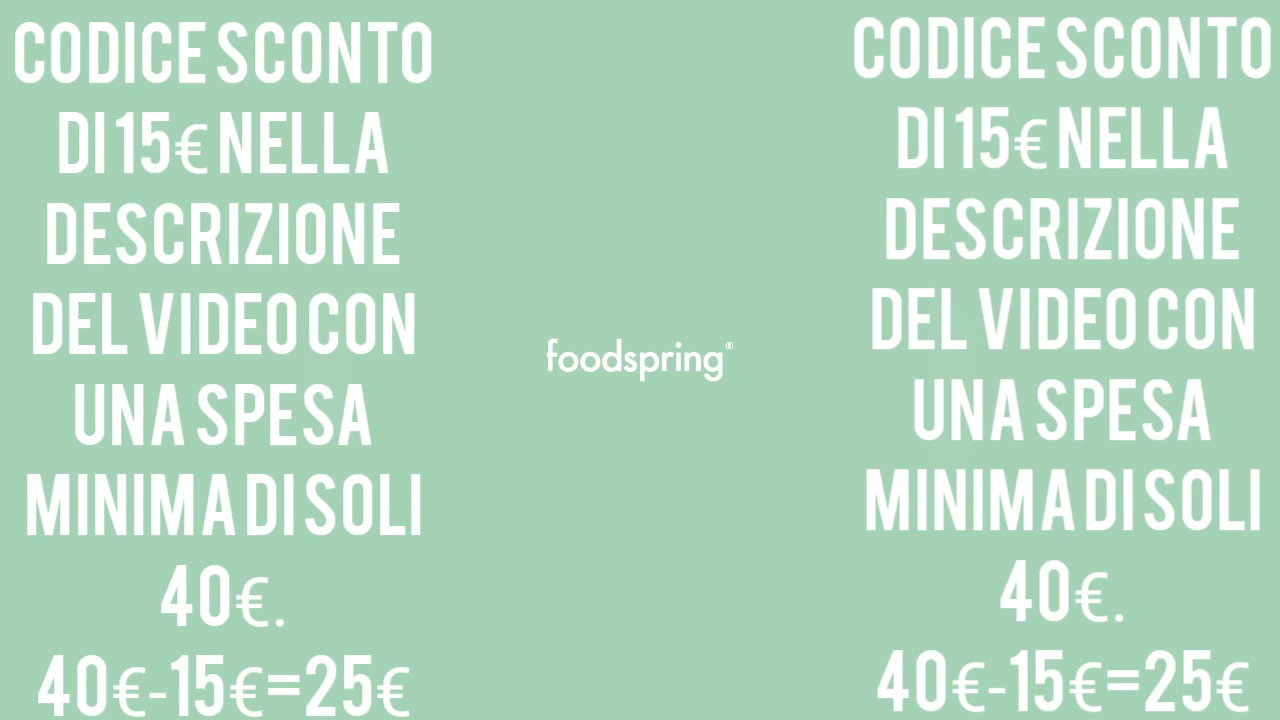 CODICE SCONTO
DI 15€ NELLA
DESCRIZIONE
DEL VIDEO CON
UNA SPESA
MINIMA DI SOLI
40€.
40€-15€=25€
foodspring®
CODICE SCONTO
DI 15€ NELLA
DESCRIZIONE
DEL VIDEO CON
UNA SPESA
MINIMA DI SOLI
40€.
40€-15€=25€